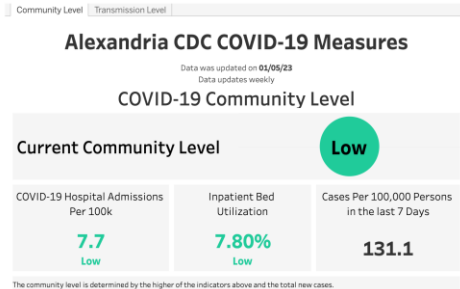 Community Level Transmission Level
Alexandria CDC COVID-19 Measures
Data was updated on 01/05/23
Data updates weekly
COVID-19 Community Level
Current Community Level Low
COVID-19 Hospital Admissions
Per 100k
7.7
Low
Inpatient Bed
Utilization
7.80%
Low
Cases Per 100,000 Persons
in the last 7 Days
131.1
The community level is determined by the higher of the indicators above and the total new cases.